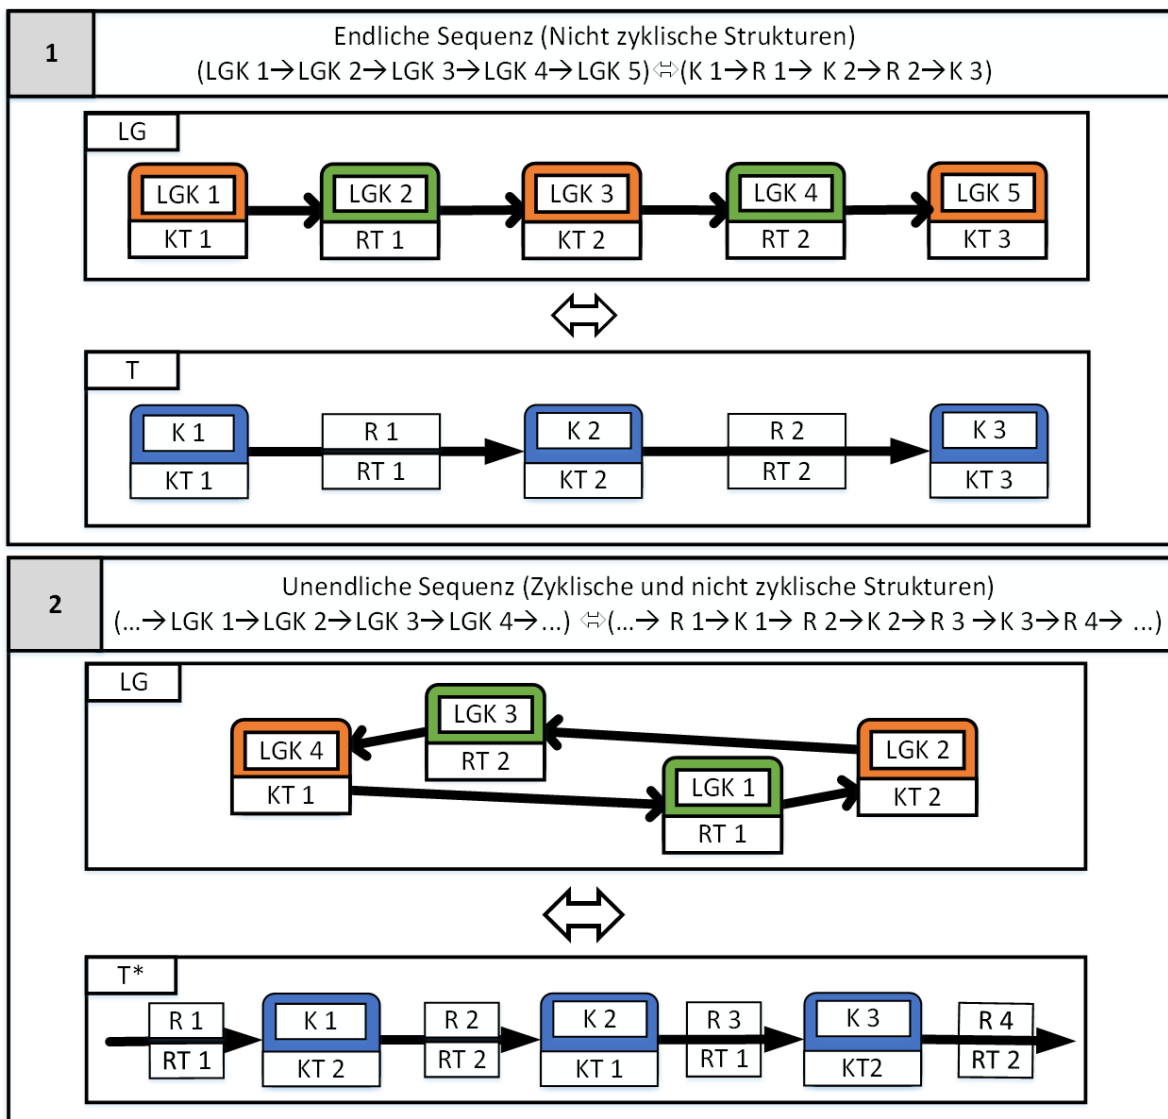 1
Endliche Sequenz (Nicht zyklische Strukturen)
(LGK 1→LGK 2→LGK 3→LGK 4→LGK 5)⇔(K 1→R 1→ K 2→R 2→K 3)
LG
LGK 1 LGK 2 LGK 3 LGK 4 LGK 5
KT 1 RT 1 KT 2 RT 2 KT 3
T
K 1 R 1 K 2 R 2 K 3
KT 1 RT 1 KT 2 RT 2 KT 3
2
Unendliche Sequenz (Zyklische und nicht zyklische Strukturen)
(...→LGK 1→LGK 2→LGK 3→LGK 4→...) ⇔(...→ R 1→K 1→ R 2→K 2→R 3 →K 3→R 4→ ...)
LG
LGK 3
RT 2
LGK 4
KT 1
LGK 2
KT 2
LGK 1
RT 1
T*
R 1 K 1 R 2 K 2 R 3 K 3 R 4
RT 1 KT 2 RT 2 KT 1 RT 1 KT2 RT 2